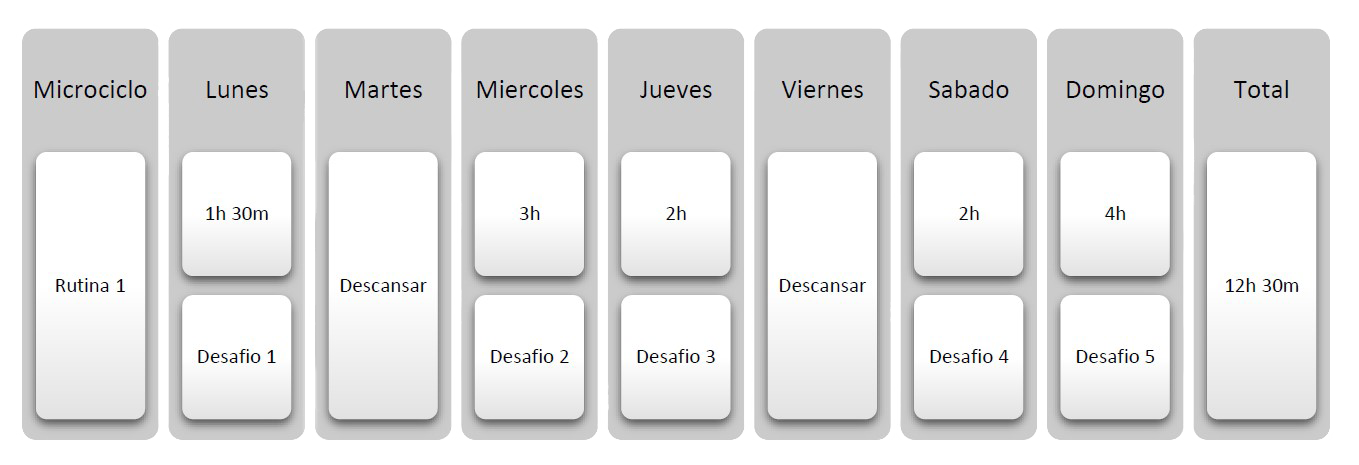 Microciclo
Lunes
Martes
Miercoles
Jueves
Viernes
Sabado
Domingo
Total
Rutina 1
1h 30m
Desafio 1
Descansar
3h
Desafio 2
2h
Desafio 3
Descansar
2h
Desafio 4
4h
Desafio 5
12h 30m